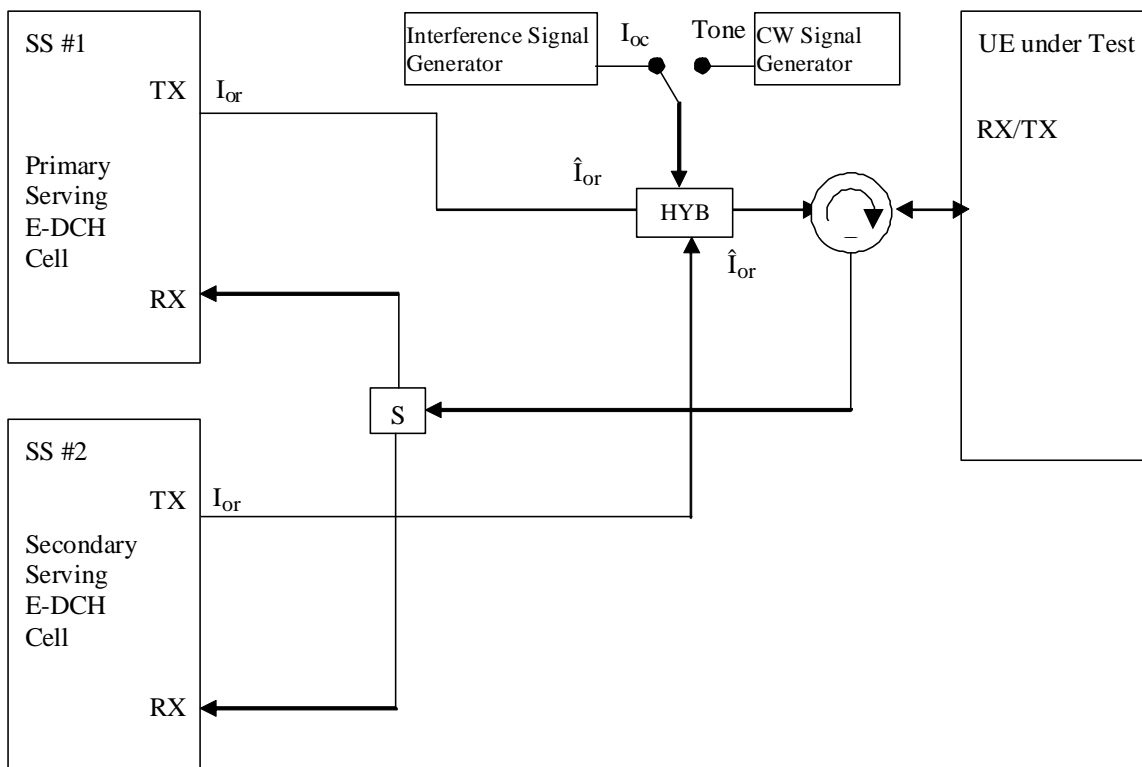 SS #1
TX
I_or
Primary
Serving
E-DCH
Cell
RX
Interference Signal
Generator
I_oc
Tone
CW Signal
Generator
UE under Test
RX/TX
Î_or
HYB
Î_or
S
SS #2
TX
I_or
Secondary
Serving
E-DCH
Cell
RX